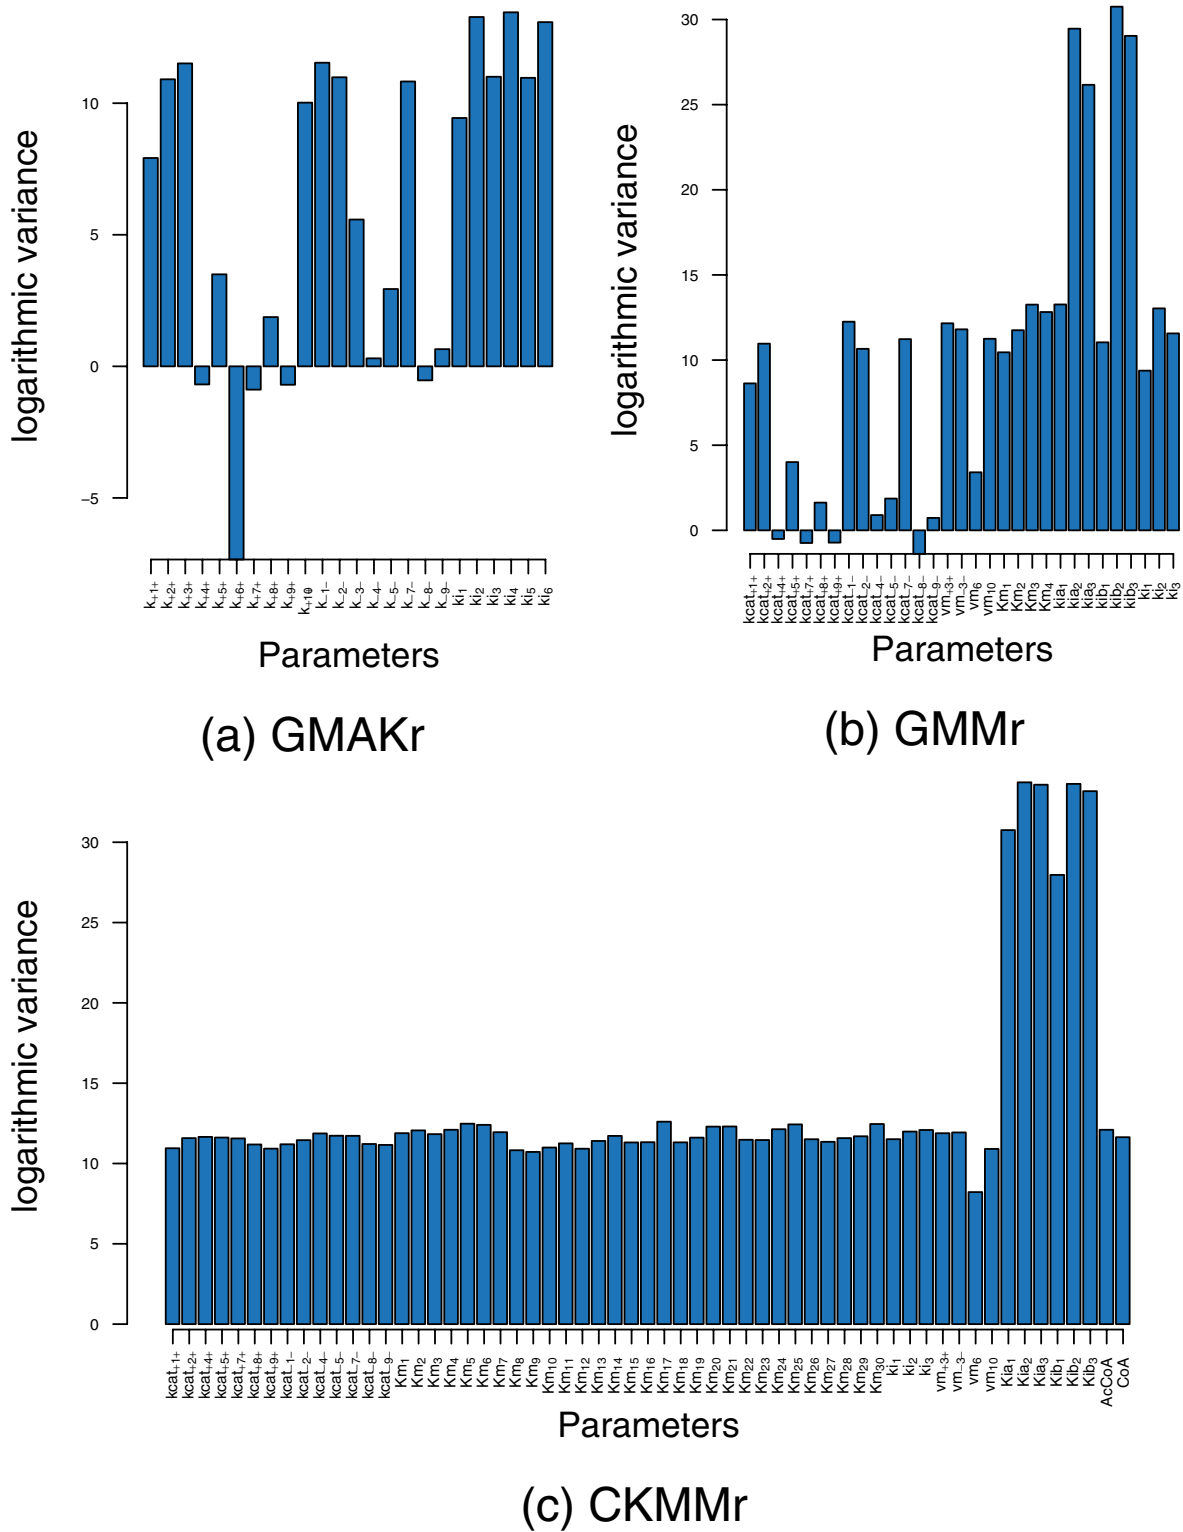 logarithmic variance
10
5
0
−5
k+1+ k+2+ k+3+ k+4+ k+5+ k+6+ k+7+ k+8+ k+9+ k+10 k−1− k−2− k−3− k−4− k−5− k−7− k−8− k−9− ki1 ki2 ki3 ki4 ki5 ki6
Parameters
(a) GMAKr
logarithmic variance
30
25
20
15
10
5
0
kcat+1+ kcat+2+ kcat+4+ kcat+5+ kcat+7+ kcat+8+ kcat+9+ kcat−1− kcat−2− kcat−4− kcat−5− kcat−7− kcat−8− kcat−9− vm+3+ vm−3− vm6 vm10 Km1 Km2 Km3 Km4 kia1 kia2 kia3 kib1 kib2 kib3 ki1 ki2 ki3
Parameters
(b) GMMr
logarithmic variance
30
25
20
15
10
5
0
kcat+1+ kcat+2+ kcat+4+ kcat+5+ kcat+7+ kcat+8+ kcat+9+ kcat−1− kcat−2− kcat−4− kcat−5− kcat−7− kcat−8− kcat−9− Km1 Km2 Km3 Km4 Km5 Km6 Km7 Km8 Km9 Km10 Km11 Km12 Km13 Km14 Km15 Km16 Km17 Km18 Km19 Km20 Km21 Km22 Km23 Km24 Km25 Km26 Km27 Km28 Km29 Km30 ki1 ki2 ki3 vm+3+ vm−3− vm6 vm10 Kia1 Kia2 Kia3 Kib1 Kib2 Kib3 AcCoA CoA
Parameters
(c) CKMMr